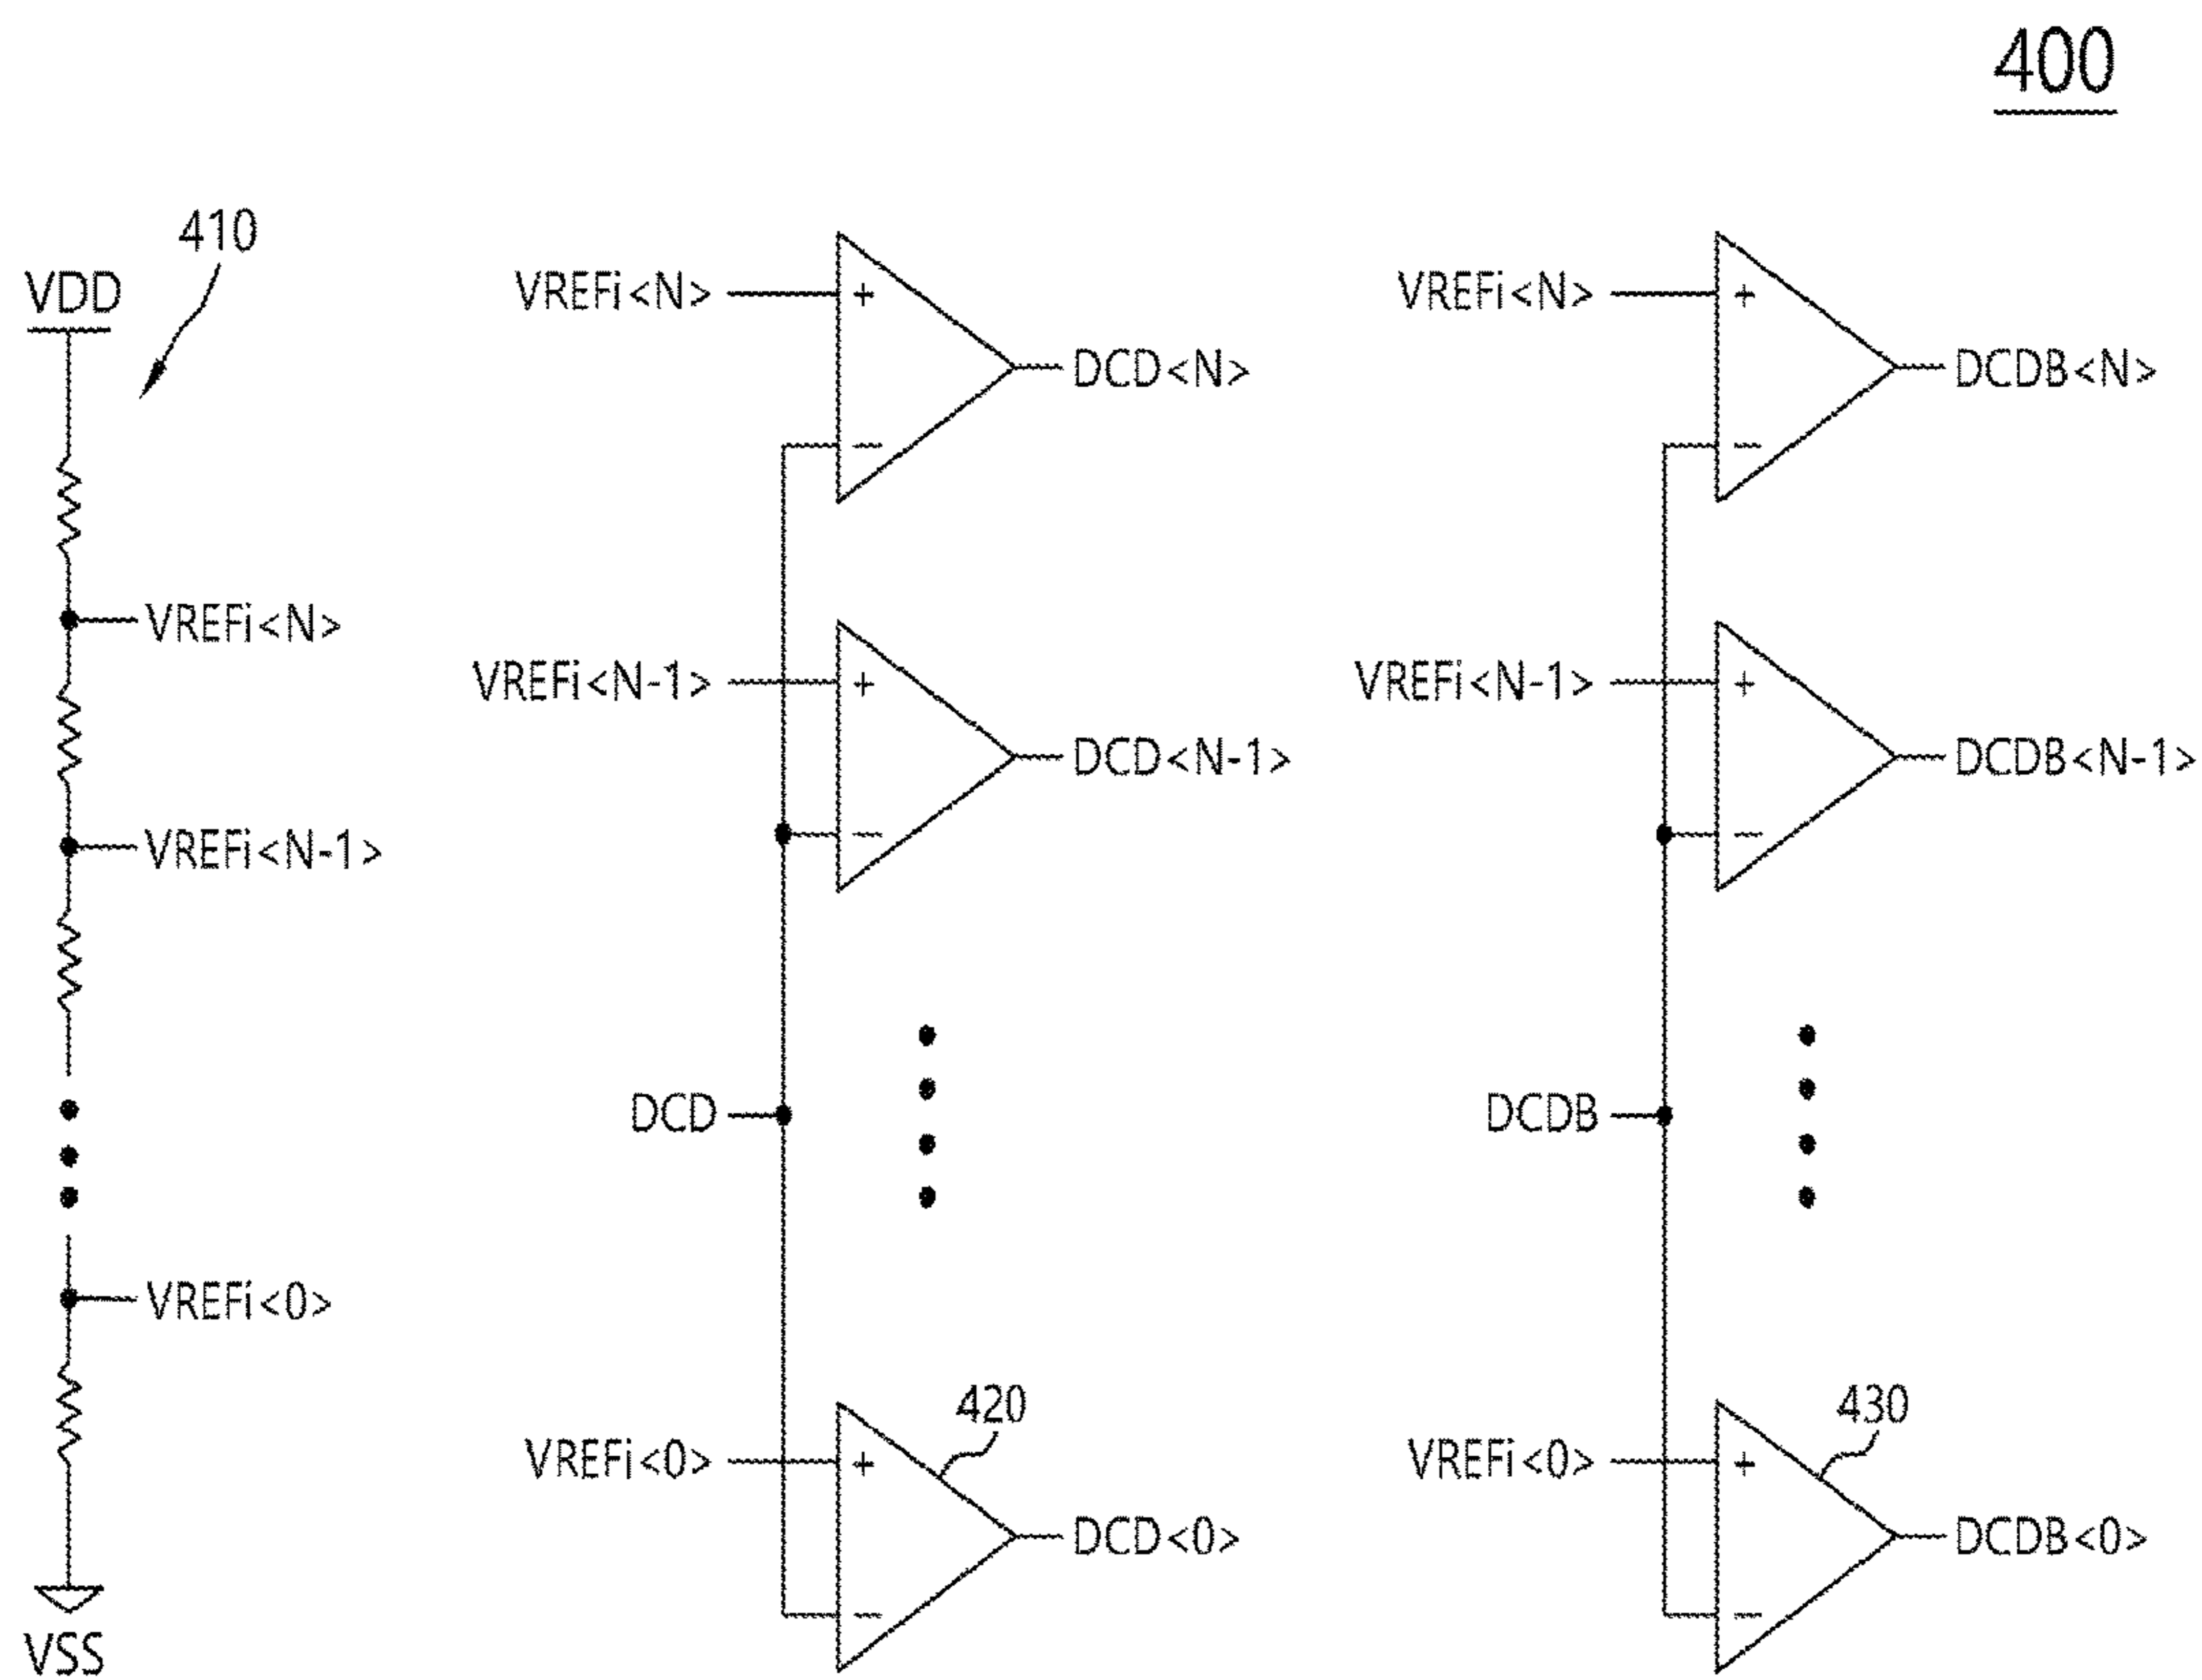 400
410
VDD
VREFi<N>
VREFi<N-1>
VREFi<0>
VSS
VREFi<N>
+
−
DCD<N>
VREFi<N-1>
+
−
DCD<N-1>
DCD
420
VREFi<0>
+
−
DCD<0>
VREFi<N>
+
−
DCDB<N>
VREFi<N-1>
+
−
DCDB<N-1>
DCDB
430
VREFi<0>
+
−
DCDB<0>